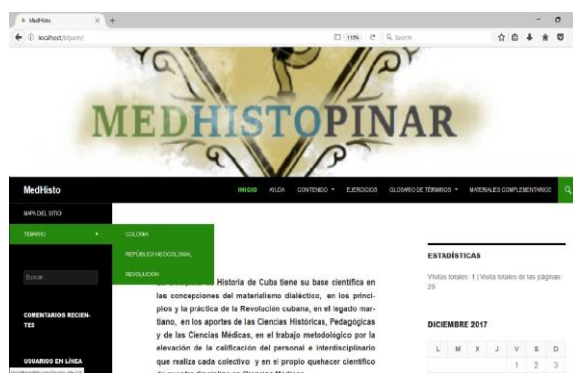 MedHisto
localhost/
110%
Search
MEDHISTOPINAR
MedHisto
INICIO AYUDA CONTENIDO EJERCICIOS GLOSARIO DE TÉRMINOS MATERIALES COMPLEMENTARIOS
MAPA DEL SITIO
TEMARIO
COLONIA
REPÚBLICA NEOCOLONIAL
REVOLUCIÓN
Buscar ...
COMENTARIOS RECIEN-
TES
USUARIOS EN LÍNEA
Historia de Cuba tiene su base científica en
las concepciones del materialismo dialéctico, en los princi-
pios y la práctica de la Revolución cubana, en el legado mar-
tiano, en los aportes de las Ciencias Históricas, Pedagógicas
y de las Ciencias Médicas, en el trabajo metodológico por la
elevación de la calificación del personal e interdisciplinario
que realiza cada colectivo y en el propio quehacer científico
ESTADÍSTICAS
Visitas totales: 1 | Visita totales de las páginas:
29
DICIEMBRE 2017
L M X J V S D
1 2 3